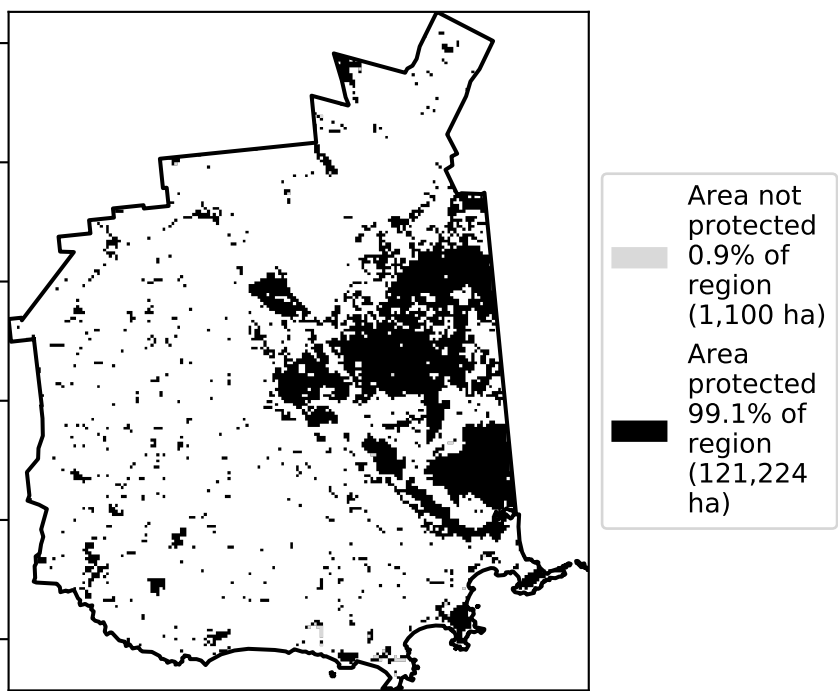 Area not
protected
0.9% of
region
(1,100 ha)
Area
protected
99.1% of
region
(121,224
ha)